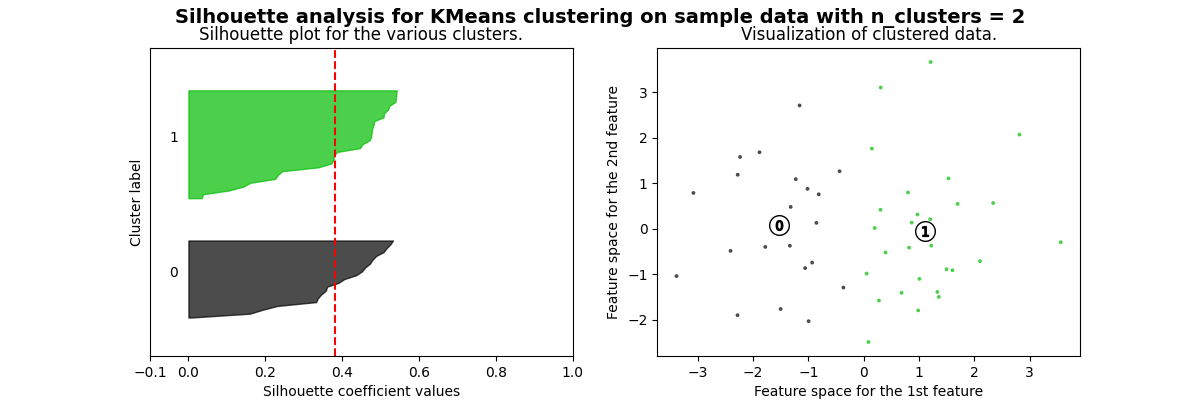 Silhouette analysis for KMeans clustering on sample data with n_clusters = 2
Silhouette plot for the various clusters.
Cluster label
1
0
−0.1 0.0 0.2 0.4 0.6 0.8 1.0
Silhouette coefficient values
Visualization of clustered data.
Feature space for the 2nd feature
3
2
1
0
−1
−2
0
1
−3 −2 −1 0 1 2 3
Feature space for the 1st feature